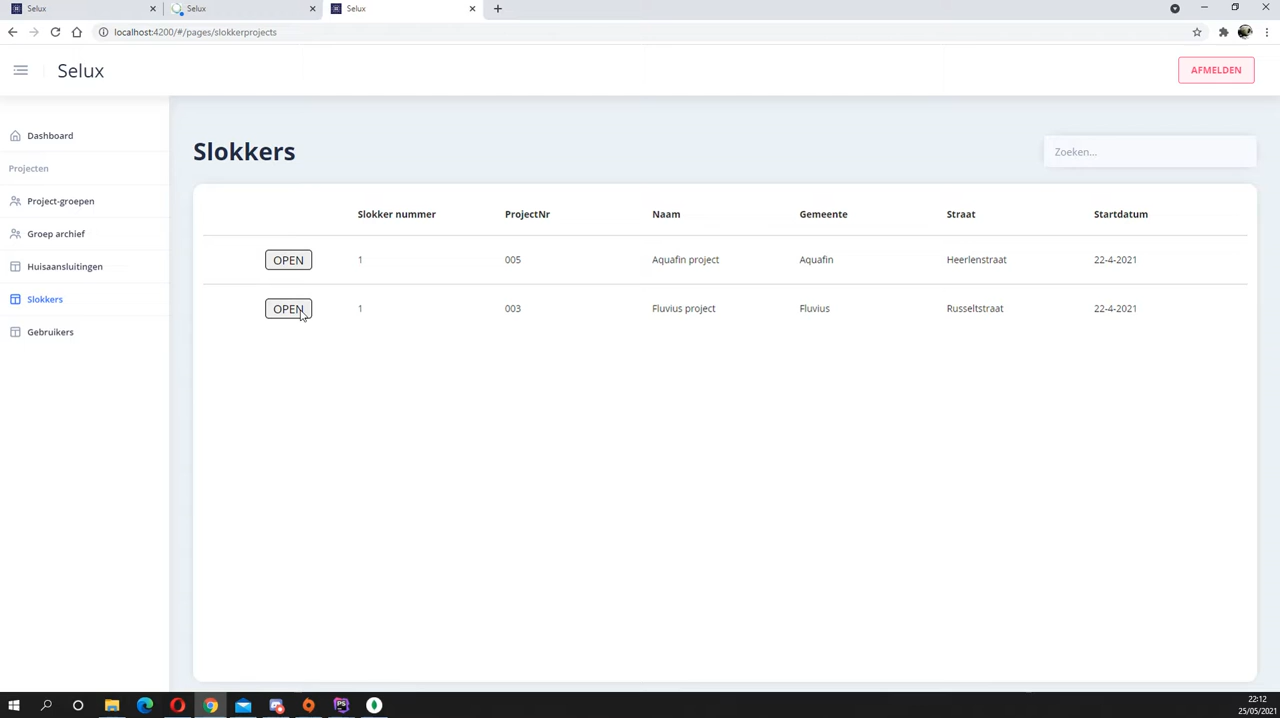 Selux
Selux
Selux
localhost:4200/#/pages/slokkerprojects
Selux
AFMELDEN
Dashboard
Projecten
Project-groepen
Groep archief
Huisaansluitingen
Slokkers
Gebruikers
Slokkers
Zoeken...
Slokker nummer ProjectNr Naam Gemeente Straat Startdatum
OPEN 1 005 Aquafin project Aquafin Heerlenstraat 22-4-2021
OPEN 1 003 Fluvius project Fluvius Russeltstraat 22-4-2021
22:12
25/05/2021